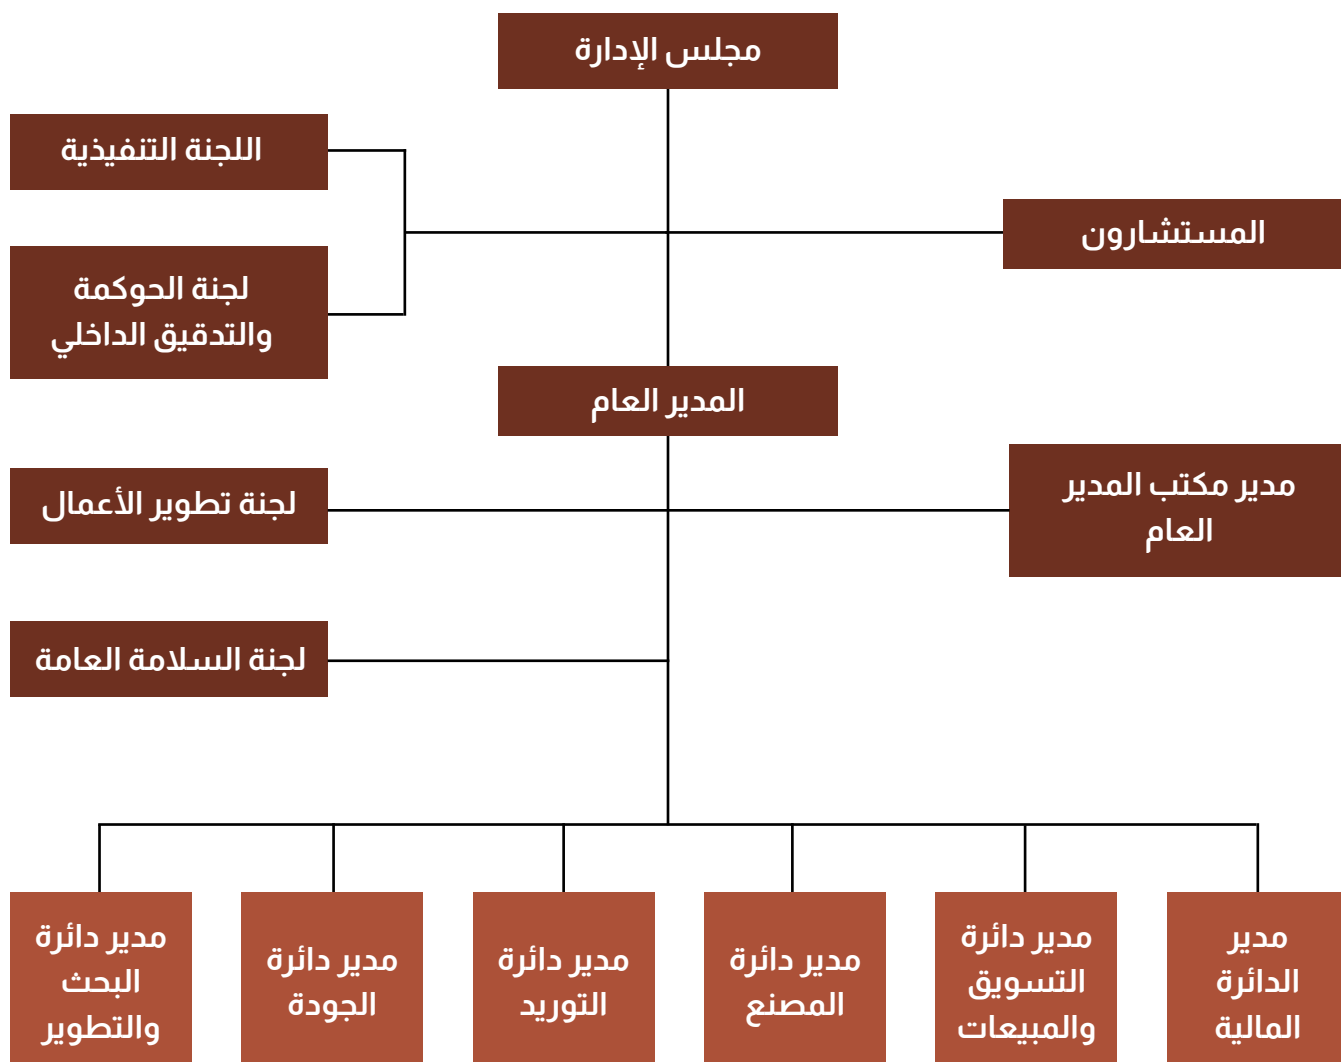 مجلس الإدارة
اللجنة التنفيذية
المستشارون
لجنة الحوكمة
والتدقيق الداخلي
المدير العام
مدير مكتب المدير
العام
لجنة تطوير الأعمال
لجنة السلامة العامة
مدير
الدائرة
المالية
مدير دائرة
التسويق
والمبيعات
مدير دائرة
المصنع
مدير دائرة
التوريد
مدير دائرة
الجودة
مدير دائرة
البحث
والتطوير